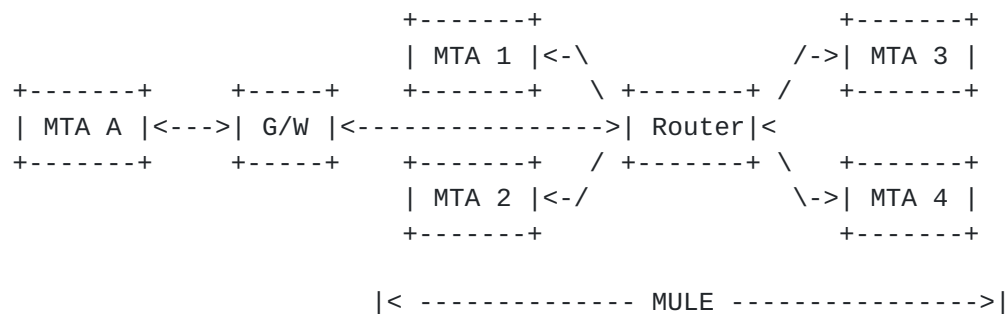 +-------+                   +-------+
                         | MTA 1 |<-\             /->| MTA 3 |
+-------+     +-----+    +-------+   \ +-------+ /   +-------+
| MTA A |<--->| G/W |<---------------->| Router|<
+-------+     +-----+    +-------+   / +-------+ \   +-------+
                         | MTA 2 |<-/             \->| MTA 4 |
                         +-------+                   +-------+
                       |< -------------- MULE ---------------->|